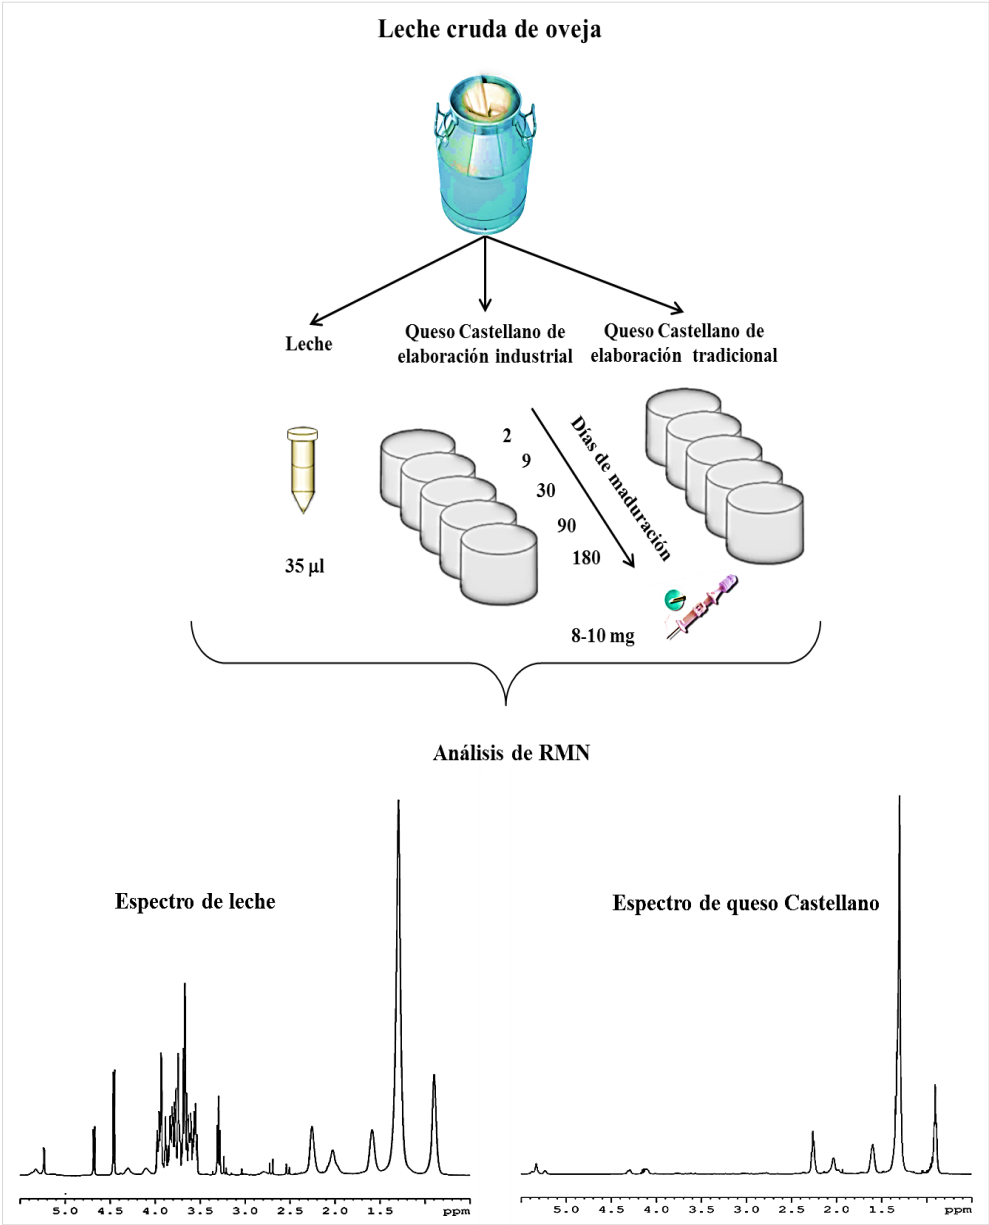 Leche cruda de oveja
Leche
Queso Castellano de
elaboración industrial
Queso Castellano de
elaboración tradicional
2
9
30
90
180
Días de maduración
35 µl
8-10 mg
Análisis de RMN
Espectro de leche
Espectro de queso Castellano
5.0 4.5 4.0 3.5 3.0 2.5 2.0 1.5 ppm
5.0 4.5 4.0 3.5 3.0 2.5 2.0 1.5 ppm